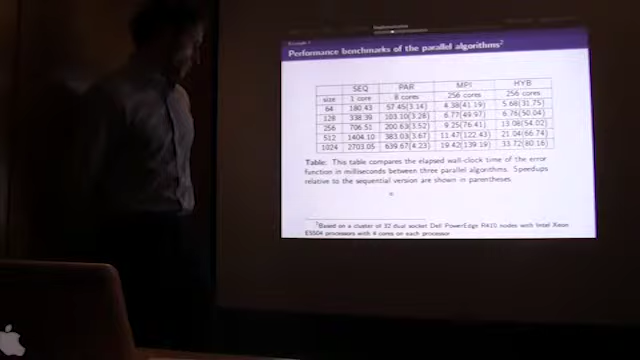 Performance benchmarks of the parallel algorithms²
SEQ PAR MPI HYB
size 1 core 8 cores 256 cores 256 cores
64 180.43 57.45(3.14) 4.38(41.19) 5.68(31.75)
128 338.39 103.10(3.28) 6.77(49.97) 6.76(50.04)
256 706.51 200.63(3.52) 9.25(76.41) 13.08(54.02)
512 1404.10 383.03(3.67) 11.47(122.43) 21.04(66.74)
1024 2703.05 639.67(4.23) 19.42(139.19) 33.72(80.16)
Table: This table compares the elapsed wall-clock time of the error
function in milliseconds between three parallel algorithms. Speedups
relative to the sequential version are shown in parentheses.
Based on a cluster of 32 dual socket Dell PowerEdge R410 nodes with Intel Xeon
E5504 processors with 4 cores on each processor